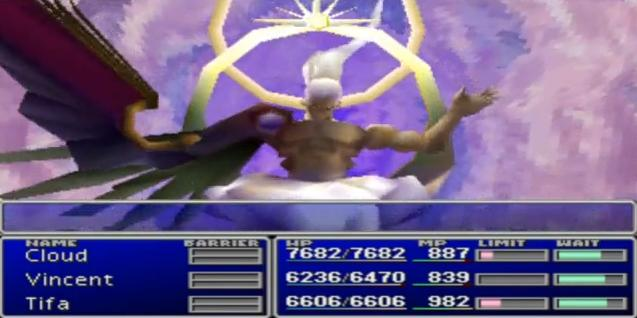 NAME BARRIER HP MP LIMIT WAIT
Cloud 7682/7682 887
Vincent 6236/6470 839
Tifa 6606/6606 982